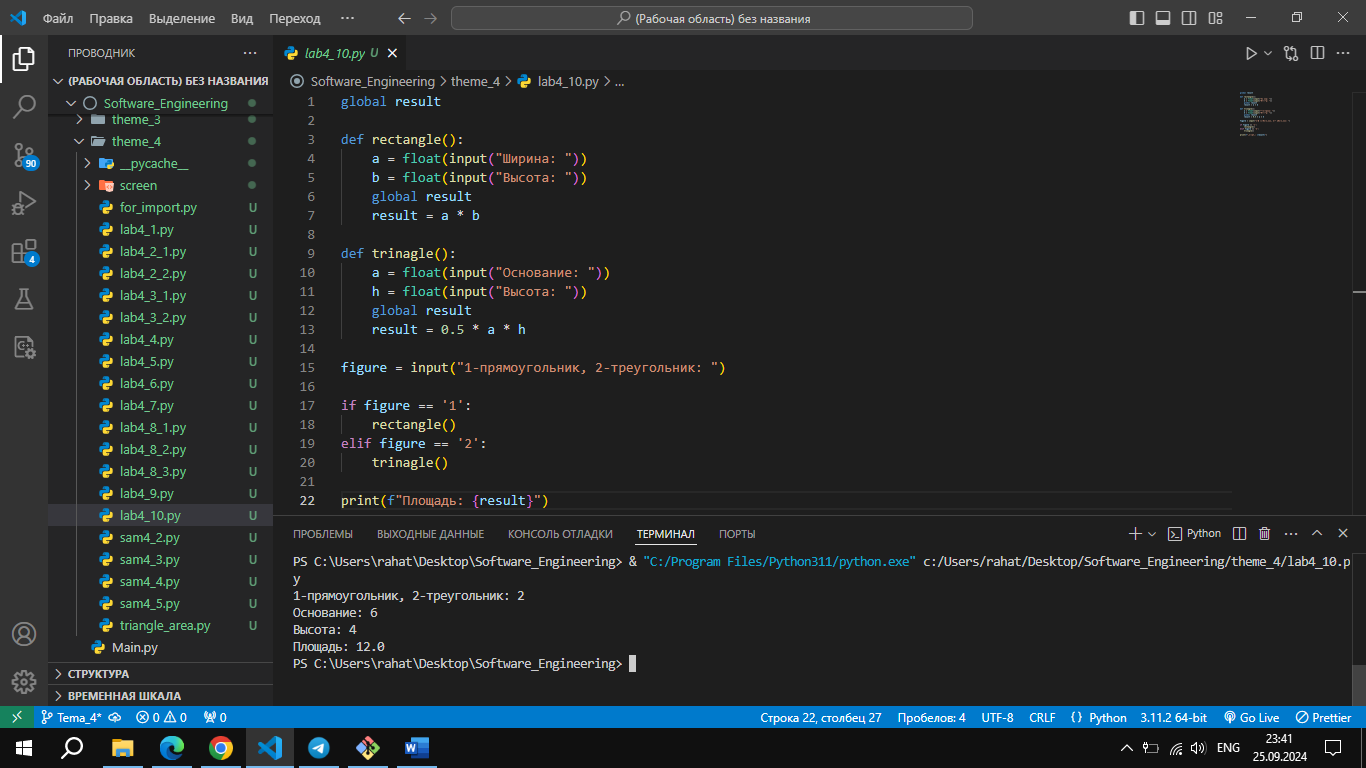 Файл Правка Выделение Вид Переход ··· (Рабочая область) без названия
ПРОВОДНИК ···
(РАБОЧАЯ ОБЛАСТЬ) БЕЗ НАЗВАНИЯ
Software_Engineering
theme_3
theme_4
__pycache__
screen
for_import.py U
lab4_1.py U
lab4_2_1.py U
lab4_2_2.py U
lab4_3_1.py U
lab4_3_2.py U
lab4_4.py U
lab4_5.py U
lab4_6.py U
lab4_7.py U
lab4_8_1.py U
lab4_8_2.py U
lab4_8_3.py U
lab4_9.py U
lab4_10.py U
sam4_2.py U
sam4_3.py U
sam4_4.py U
sam4_5.py U
triangle_area.py U
Main.py
СТРУКТУРА
ВРЕМЕННАЯ ШКАЛА
90
4
lab4_10.py U
Software_Engineering > theme_4 > lab4_10.py > ...
1 global result
2
3 def rectangle():
4     a = float(input("Ширина: "))
5     b = float(input("Высота: "))
6     global result
7     result = a * b
8
9 def trinagle():
10     a = float(input("Основание: "))
11     h = float(input("Высота: "))
12     global result
13     result = 0.5 * a * h
14
15 figure = input("1-прямоугольник, 2-треугольник: ")
16
17 if figure == '1':
18     rectangle()
19 elif figure == '2':
20     trinagle()
21
22 print(f"Площадь: {result}")
ПРОБЛЕМЫ ВЫХОДНЫЕ ДАННЫЕ КОНСОЛЬ ОТЛАДКИ ТЕРМИНАЛ ПОРТЫ Python
PS C:\Users\rahat\Desktop\Software_Engineering> & "C:/Program Files/Python311/python.exe" c:/Users/rahat/Desktop/Software_Engineering/theme_4/lab4_10.p
y
1-прямоугольник, 2-треугольник: 2
Основание: 6
Высота: 4
Площадь: 12.0
PS C:\Users\rahat\Desktop\Software_Engineering>
Tema_4* 0 0 0 Строка 22, столбец 27 Пробелов: 4 UTF-8 CRLF Python 3.11.2 64-bit Go Live Prettier
ENG 23:41
25.09.2024